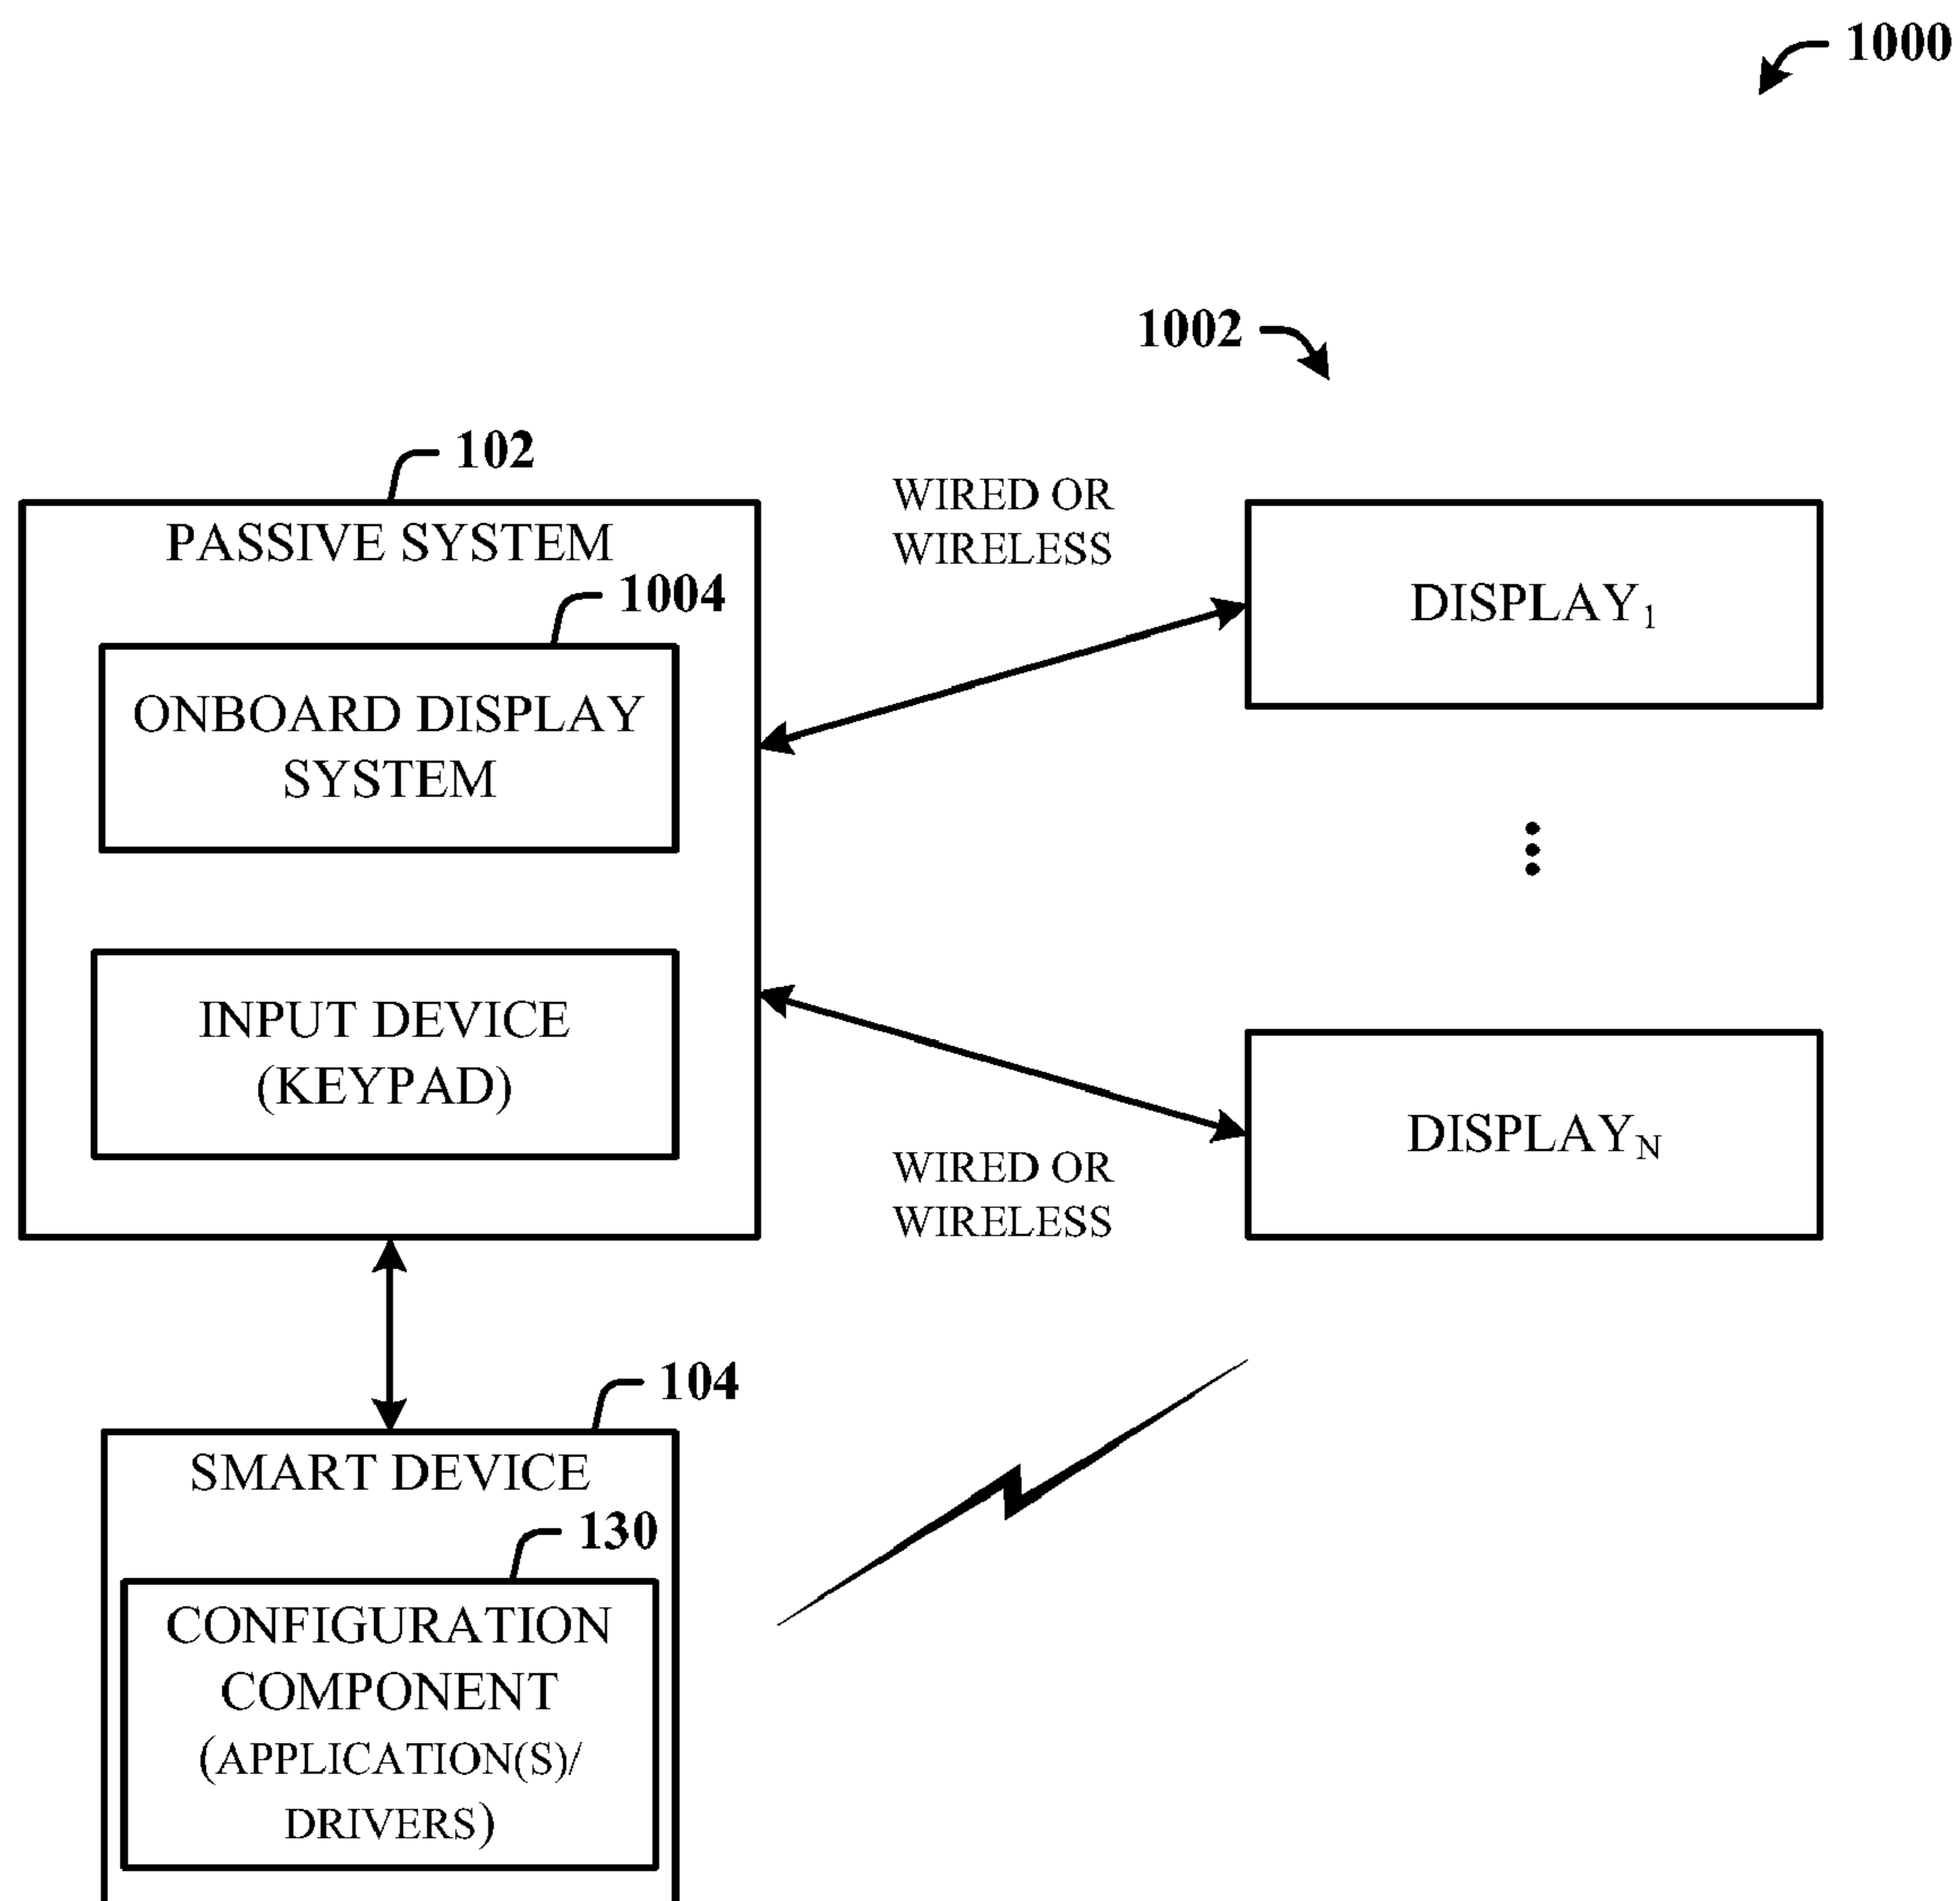 1000
1002
102
PASSIVE SYSTEM
1004
ONBOARD DISPLAY
SYSTEM
INPUT DEVICE
(KEYPAD)
WIRED OR
WIRELESS
DISPLAY₁
DISPLAY_N
WIRED OR
WIRELESS
104
SMART DEVICE
130
CONFIGURATION
COMPONENT
(APPLICATION(S)/
DRIVERS)